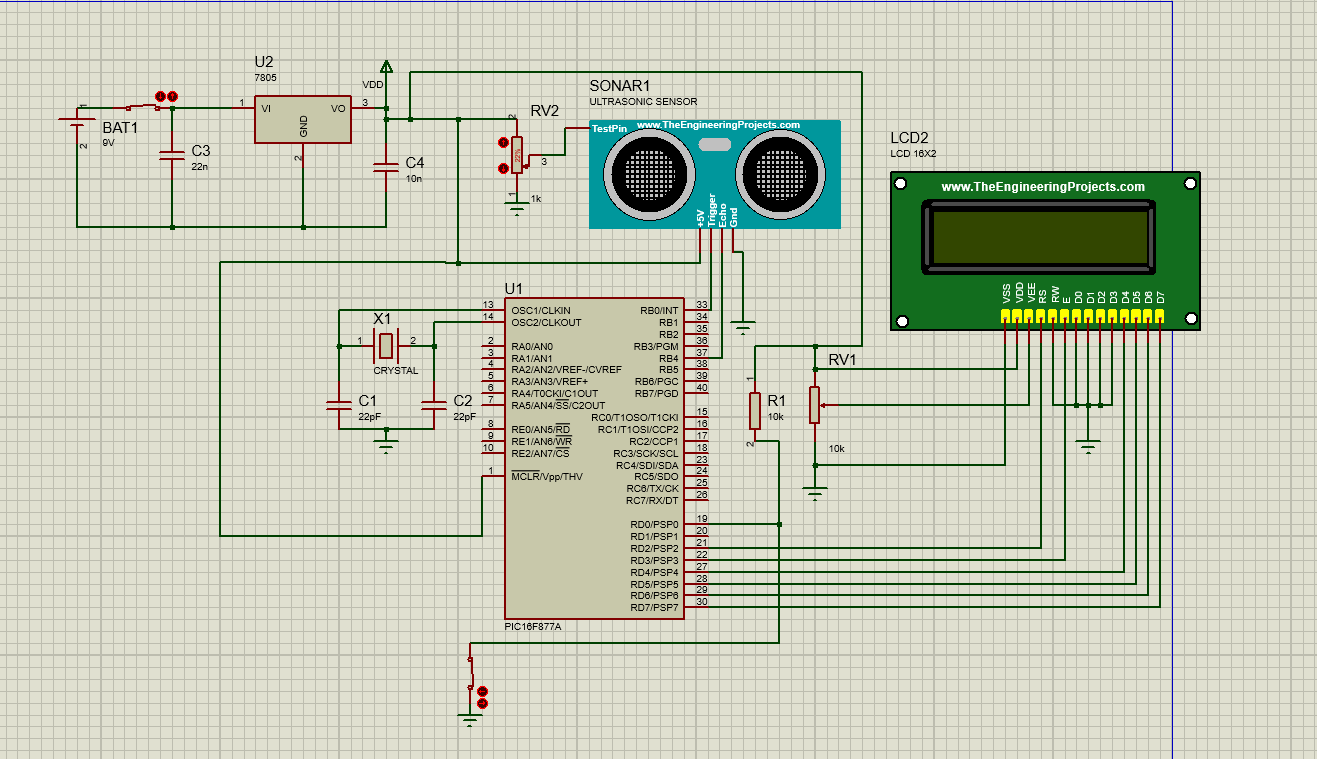 U2
7805
1
VI
VO
3
GND
2
VDD
BAT1
9V
1
2
C3
22n
C4
10n
RV2
2
22%
3
1
1k
SONAR1
ULTRASONIC SENSOR
TestPin
www.TheEngineeringProjects.com
+5V
Trigger
Echo
Gnd
LCD2
LCD 16X2
www.TheEngineeringProjects.com
VSS
VDD
VEE
RS
RW
E
D0
D1
D2
D3
D4
D5
D6
D7
X1
1
2
CRYSTAL
C1
22pF
C2
22pF
U1
13 OSC1/CLKIN
14 OSC2/CLKOUT
2 RA0/AN0
3 RA1/AN1
4 RA2/AN2/VREF-/CVREF
5 RA3/AN3/VREF+
6 RA4/T0CKI/C1OUT
7 RA5/AN4/SS/C2OUT
8 RE0/AN5/RD
9 RE1/AN6/WR
10 RE2/AN7/CS
1 MCLR/Vpp/THV
RB0/INT 33
RB1 34
RB2 35
RB3/PGM 36
RB4 37
RB5 38
RB6/PGC 39
RB7/PGD 40
RC0/T1OSO/T1CKI 15
RC1/T1OSI/CCP2 16
RC2/CCP1 17
RC3/SCK/SCL 18
RC4/SDI/SDA 23
RC5/SDO 24
RC6/TX/CK 25
RC7/RX/DT 26
RD0/PSP0 19
RD1/PSP1 20
RD2/PSP2 21
RD3/PSP3 22
RD4/PSP4 27
RD5/PSP5 28
RD6/PSP6 29
RD7/PSP7 30
PIC16F877A
1
R1
10k
2
RV1
10k